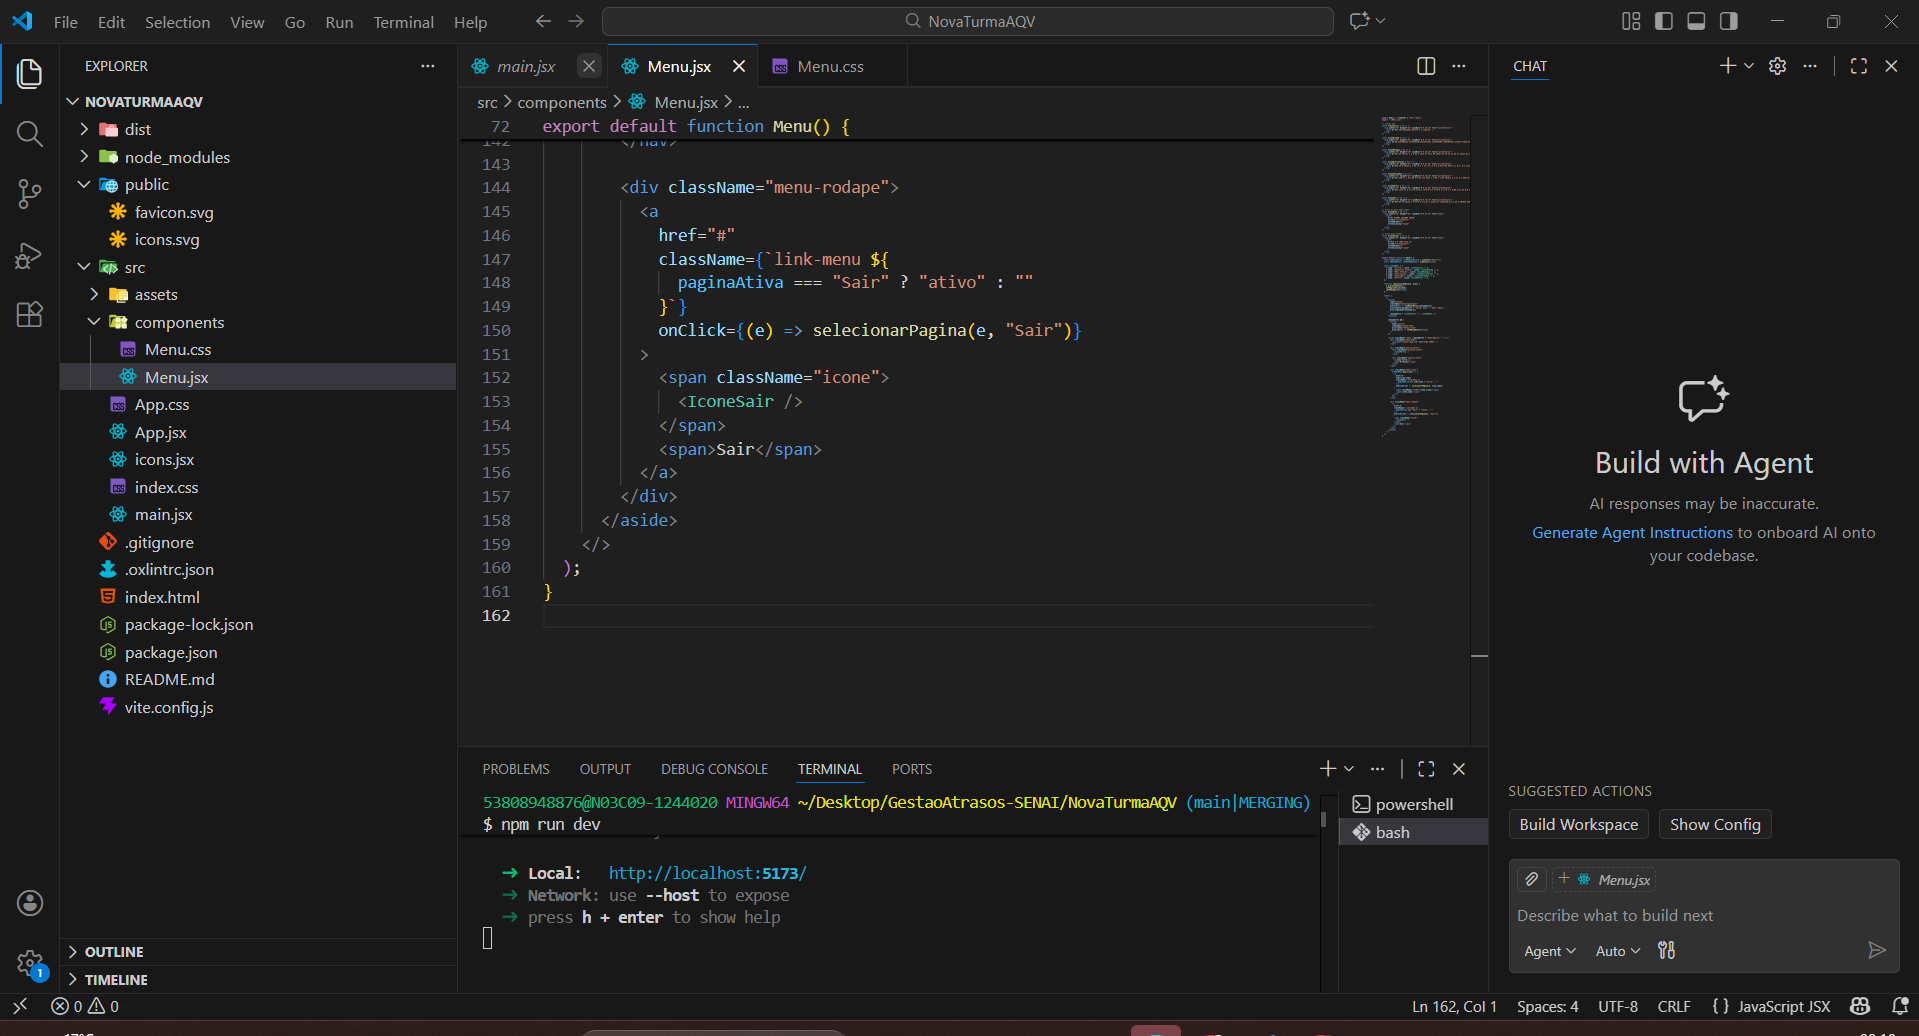 File Edit Selection View Go Run Terminal Help
NovaTurmaAQV
EXPLORER
NOVATURMAAQV
dist
node_modules
public
favicon.svg
icons.svg
src
assets
components
Menu.css
Menu.jsx
App.css
App.jsx
icons.jsx
index.css
main.jsx
.gitignore
.oxlintrc.json
index.html
package-lock.json
package.json
README.md
vite.config.js
OUTLINE
TIMELINE
main.jsx Menu.jsx Menu.css
src > components > Menu.jsx > ...
72 export default function Menu() {
142 </nav>
143
144 <div className="menu-rodape">
145 <a
146 href="#"
147 className={`link-menu ${
148 paginaAtiva === "Sair" ? "ativo" : ""
149 }`}
150 onClick={(e) => selecionarPagina(e, "Sair")}
151 >
152 <span className="icone">
153 <IconeSair />
154 </span>
155 <span>Sair</span>
156 </a>
157 </div>
158 </aside>
159 </>
160 );
161 }
162
PROBLEMS OUTPUT DEBUG CONSOLE TERMINAL PORTS
53808948876@N03C09-1244020 MINGW64 ~/Desktop/GestaoAtrasos-SENAI/NovaTurmaAQV (main|MERGING)
$ npm run dev
➜ Local: http://localhost:5173/
➜ Network: use --host to expose
➜ press h + enter to show help
powershell
bash
CHAT
Build with Agent
AI responses may be inaccurate.
Generate Agent Instructions to onboard AI onto
your codebase.
SUGGESTED ACTIONS
Build Workspace Show Config
Menu.jsx
Describe what to build next
Agent Auto
1
0 0
Ln 162, Col 1 Spaces: 4 UTF-8 CRLF {} JavaScript JSX